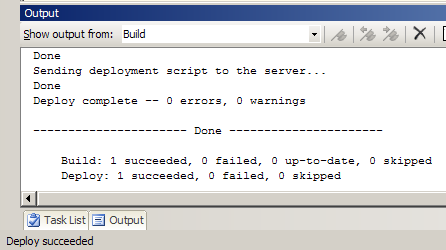 Output
Show output from: Build
Done
Sending deployment script to the server...
Done
Deploy complete -- 0 errors, 0 warnings
---------------------- Done ----------------------
Build: 1 succeeded, 0 failed, 0 up-to-date, 0 skipped
Deploy: 1 succeeded, 0 failed, 0 skipped
Task List Output
Deploy succeeded